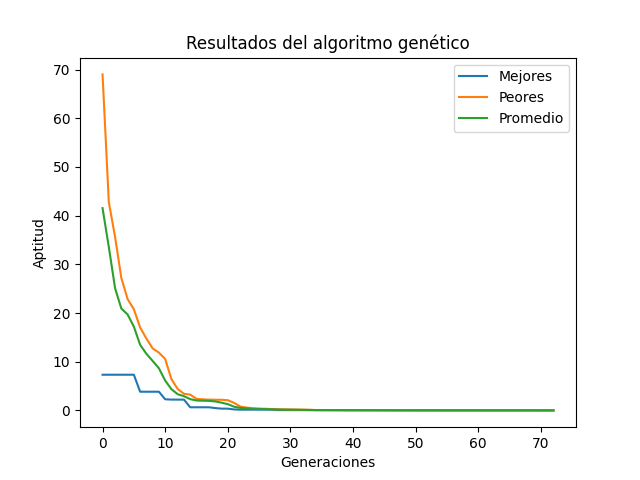 Resultados del algoritmo genético
70
60
50
40
30
20
10
0
Aptitud
Mejores
Peores
Promedio
0 10 20 30 40 50 60 70
Generaciones